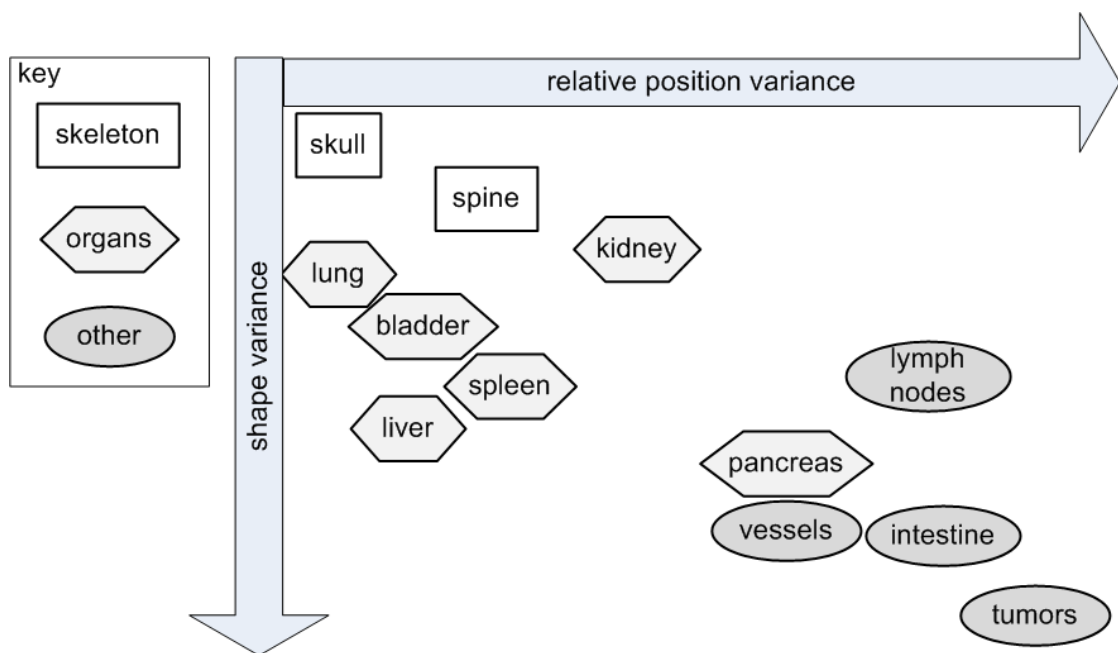 key
skeleton
organs
other
relative position variance
shape variance
skull
spine
kidney
lung
bladder
spleen
liver
lymph
nodes
pancreas
vessels
intestine
tumors